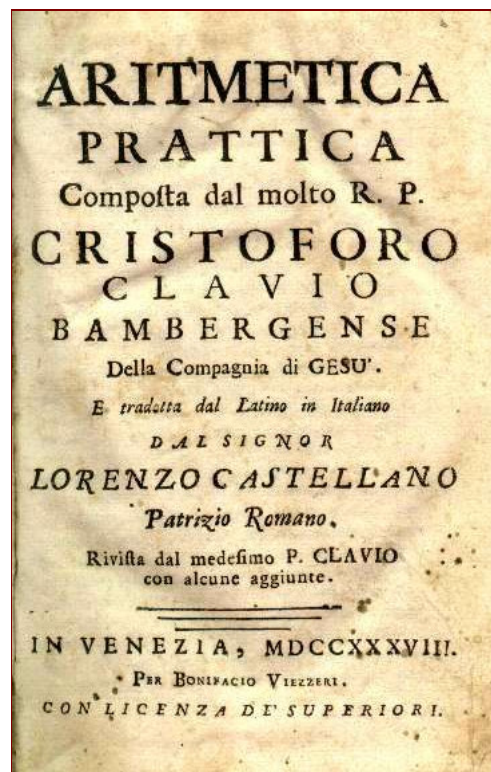 ARITMETICA
PRATTICA
Compoſta dal molto R. P.
CRISTOFORO
CLAVIO
BAMBERGENSE
Della Compagnia di GESU'.
E tradotta dal Latino in Italiano
DAL SIGNOR
LORENZO CASTELLANO
Patrizio Romano.
Riviſta dal medeſimo P. CLAVIO
con alcune aggiunte.
IN VENEZIA, MDCCXXXVIII.
PER BONIFACIO VIEZZERI.
CON LICENZA DE' SUPERIORI.